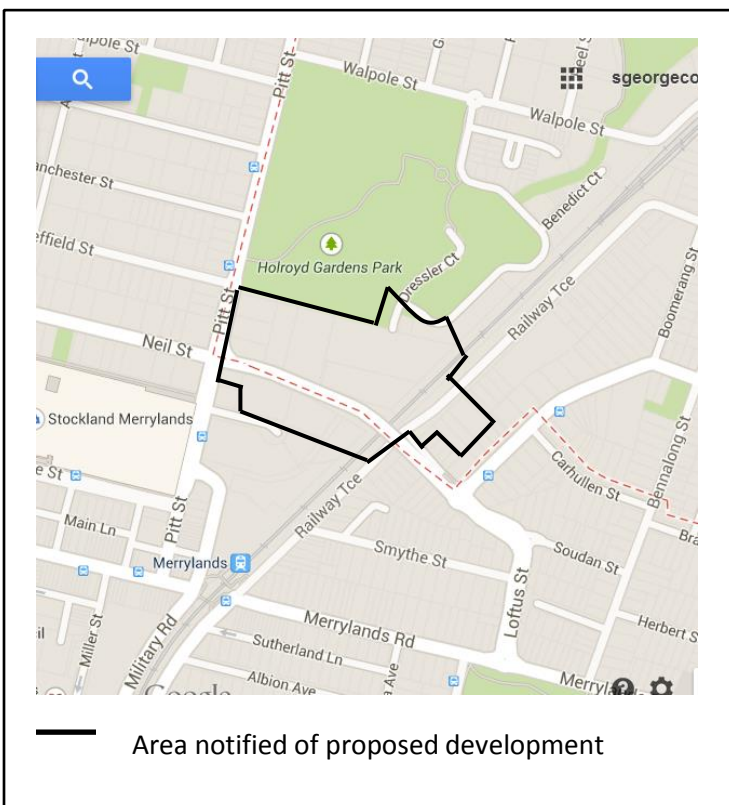 Walpole St
Pitt St
Walpole St
sgeorgeco
Walpole St
Manchester St
Benedict Ct
Sheffield St
Holroyd Gardens Park
Dressler Ct
Pitt St
Railway Tce
Boomerang St
Neil St
Stockland Merrylands
Bennalong St
Carhullen St
Pitt St
Railway Tce
Main Ln
Smythe St
Soudan St
Merrylands
Loftus St
Miller St
Military Rd
Merrylands Rd
Herbert S
Sutherland Ln
Merryl
Albion Ave
Google
Area notified of proposed development